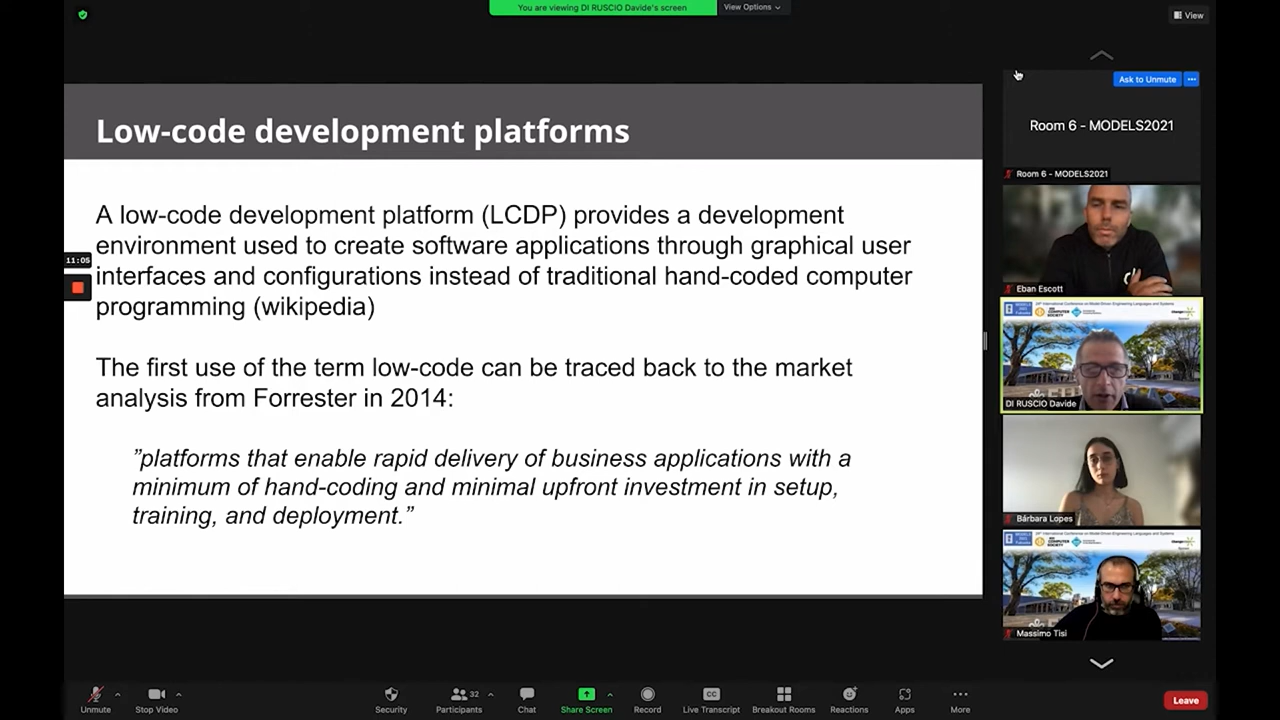 You are viewing DI RUSCIO Davide's screen
View Options
View
Low-code development platforms
A low-code development platform (LCDP) provides a development
environment used to create software applications through graphical user
interfaces and configurations instead of traditional hand-coded computer
programming (wikipedia)
The first use of the term low-code can be traced back to the market
analysis from Forrester in 2014:
”platforms that enable rapid delivery of business applications with a
minimum of hand-coding and minimal upfront investment in setup,
training, and deployment.”
11:05
Ask to Unmute
Room 6 - MODELS2021
Room 6 - MODELS2021
Eban Escott
DI RUSCIO Davide
Bárbara Lopes
Massimo Tisi
Unmute
Stop Video
Security
32
Participants
Chat
Share Screen
Record
CC
Live Transcript
Breakout Rooms
Reactions
Apps
More
Leave